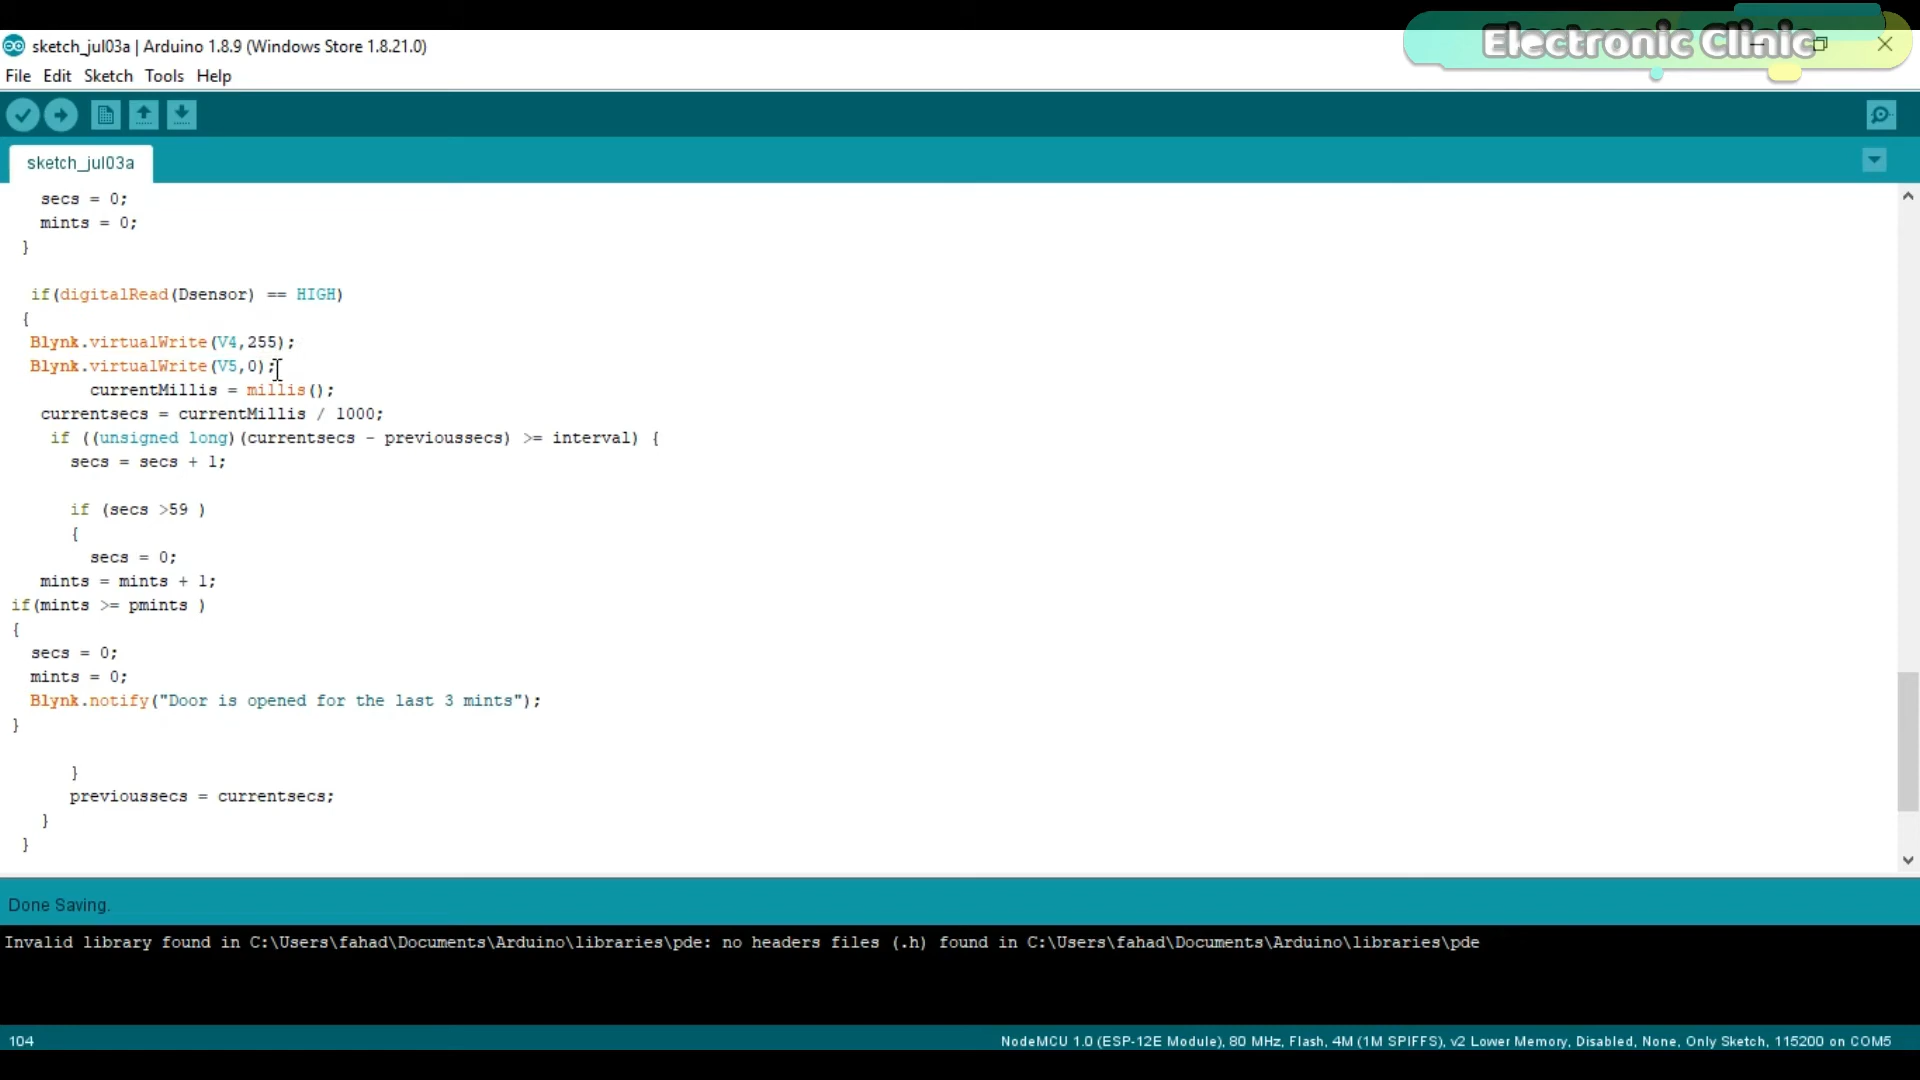 Electronic Clinic
sketch_jul03a | Arduino 1.8.9 (Windows Store 1.8.21.0)
File Edit Sketch Tools Help
sketch_jul03a
secs = 0;
mints = 0;
}
if(digitalRead(Dsensor) == HIGH)
{
Blynk.virtualWrite(V4,255);
Blynk.virtualWrite(V5,0);
currentMillis = millis();
currentsecs = currentMillis / 1000;
if ((unsigned long)(currentsecs - previoussecs) >= interval) {
secs = secs + 1;
if (secs >59 )
{
secs = 0;
mints = mints + 1;
if(mints >= pmints )
{
secs = 0;
mints = 0;
Blynk.notify("Door is opened for the last 3 mints");
}
}
previoussecs = currentsecs;
}
}
Done Saving.
Invalid library found in C:\Users\fahad\Documents\Arduino\libraries\pde: no headers files (.h) found in C:\Users\fahad\Documents\Arduino\libraries\pde
104
NodeMCU 1.0 (ESP-12E Module), 80 MHz, Flash, 4M (1M SPIFFS), v2 Lower Memory, Disabled, None, Only Sketch, 115200 on COM5